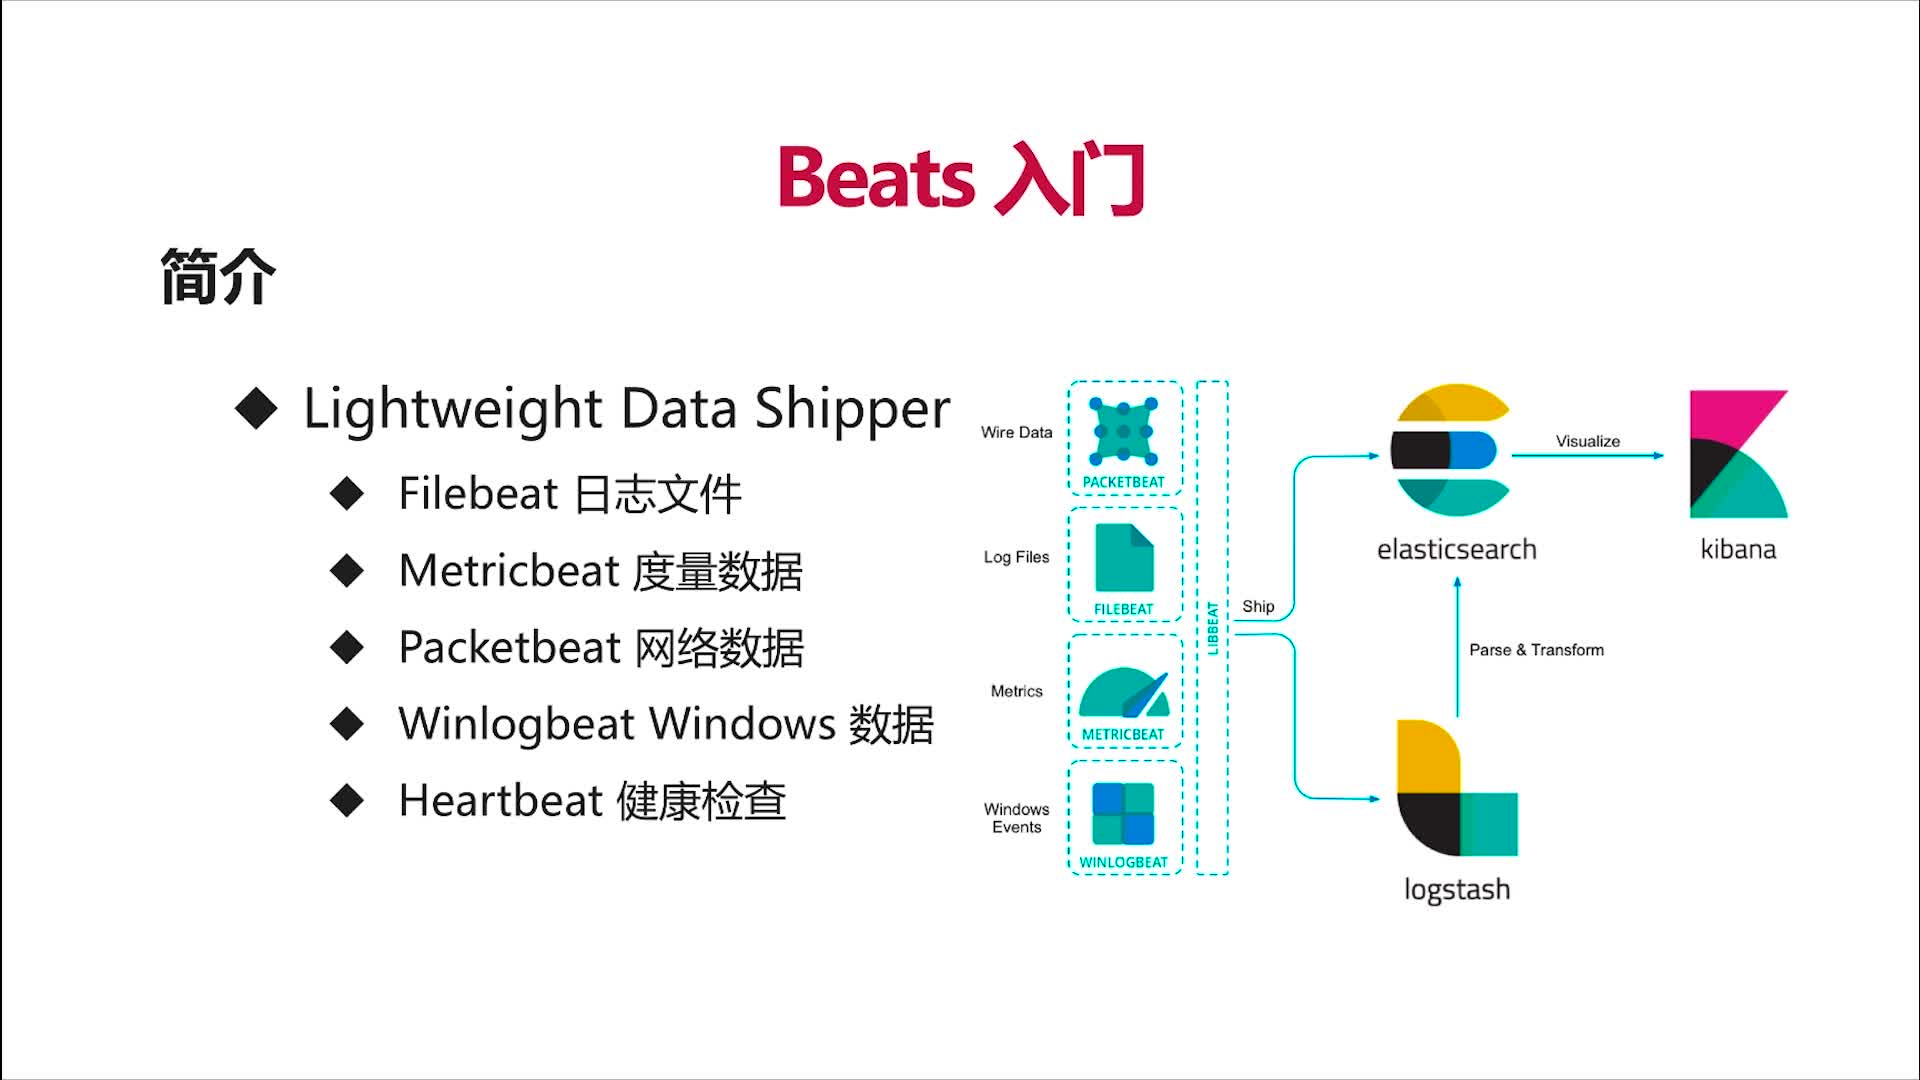 Beats 入门
简介
Lightweight Data Shipper
Filebeat 日志文件
Metricbeat 度量数据
Packetbeat 网络数据
Winlogbeat Windows 数据
Heartbeat 健康检查
Wire Data
PACKETBEAT
Log Files
FILEBEAT
Metrics
METRICBEAT
Windows
Events
WINLOGBEAT
LIBBEAT
Ship
elasticsearch
Visualize
kibana
Parse & Transform
logstash